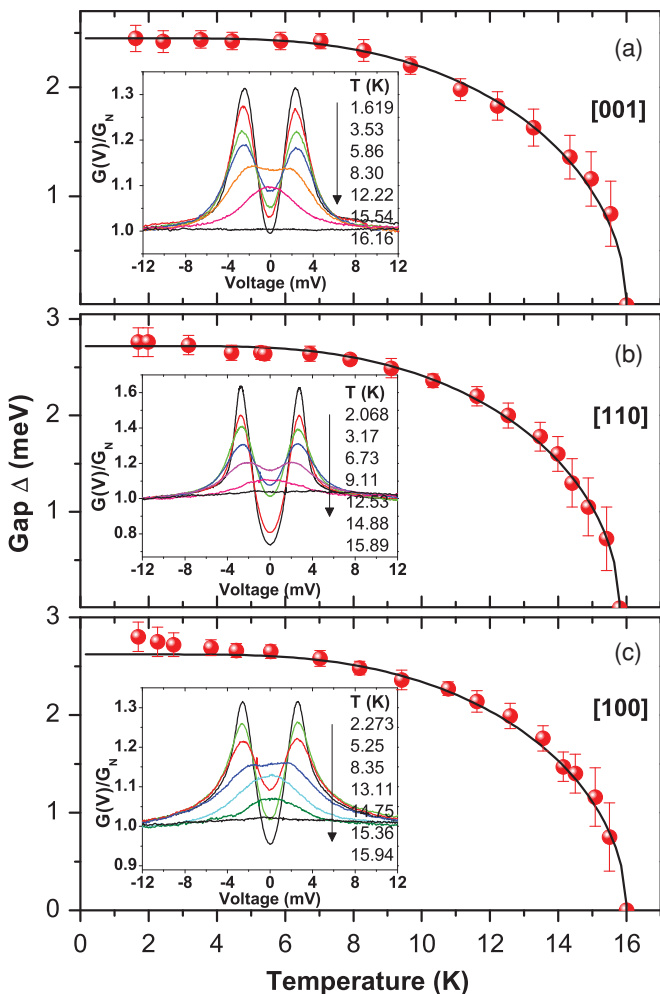 (a)
[001]
2
1
0
G(V)/G_N
1.3
1.2
1.1
1.0
-12 -8 -4 0 4 8 12
Voltage (mV)
T (K)
1.619
3.53
5.86
8.30
12.22
15.54
16.16
Gap Δ (meV)
(b)
[110]
3
2
1
0
G(V)/G_N
1.6
1.4
1.2
1.0
0.8
-12 -8 -4 0 4 8 12
Voltage (mV)
T (K)
2.068
3.17
6.73
9.11
12.53
14.88
15.89
(c)
[100]
3
2
1
0
G(V)/G_N
1.3
1.2
1.1
1.0
0.9
-12 -8 -4 0 4 8 12
Voltage (mV)
T (K)
2.273
5.25
8.35
13.11
14.75
15.36
15.94
0 2 4 6 8 10 12 14 16
Temperature (K)